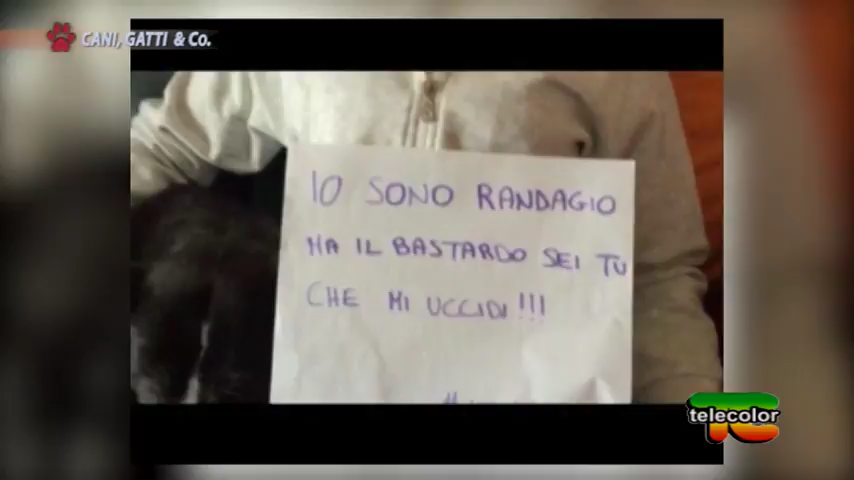 CANI, GATTI & Co.
IO SONO RANDAGIO
MA IL BASTARDO SEI TU
CHE MI UCCIDI!!!
telecolor